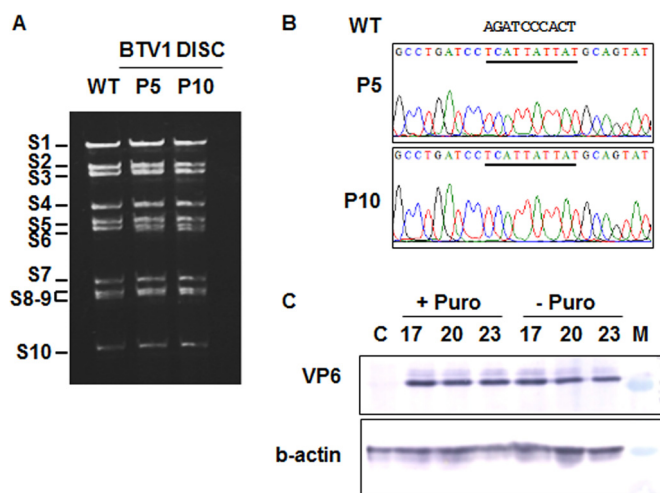 A
BTV1 DISC
WT P5 P10
S1
S2
S3
S4
S5
S6
S7
S8-9
S10
B
WT AGATCCCACT
GCCTGATCCTCATTATTATGCAGTAT
P5
GCCTGATCCTCATTATTATGCAGTAT
P10
C
+ Puro - Puro
C 17 20 23 17 20 23 M
VP6
b-actin